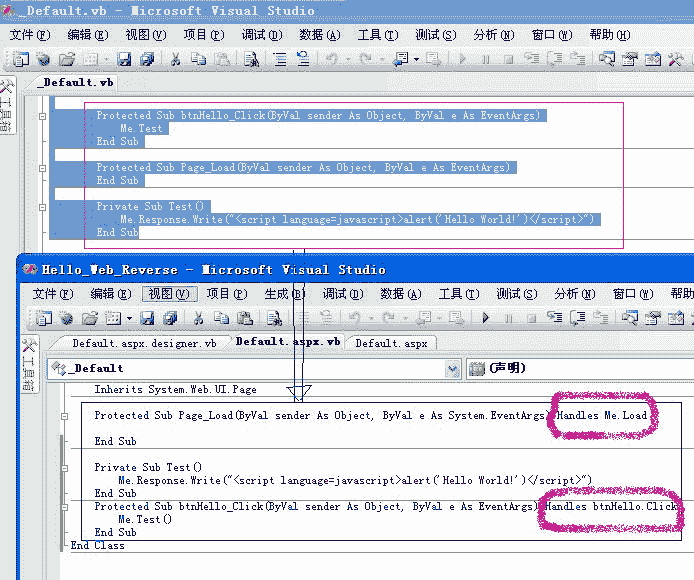 _Default.vb - Microsoft Visual Studio
文件(F) 编辑(E) 视图(V) 项目(P) 调试(D) 数据(A) 工具(T) 测试(S) 分析(N) 窗口(W) 帮助(H)
工具箱
_Default.vb
Protected Sub btnHello_Click(ByVal sender As Object, ByVal e As EventArgs)
Me.Test
End Sub
Protected Sub Page_Load(ByVal sender As Object, ByVal e As EventArgs)
End Sub
Private Sub Test()
Me.Response.Write("<script language=javascript>alert('Hello World!')</script>")
End Sub
Hello_Web_Reverse - Microsoft Visual Studio
文件(F) 编辑(E) 视图(V) 项目(P) 生成(B) 调试(D) 数据(A) 工具(T) 测试(S) 分析(N) 窗口(W) 帮助
工具箱
Default.aspx.designer.vb Default.aspx.vb Default.aspx
_Default (声明)
Inherits System.Web.UI.Page
Protected Sub Page_Load(ByVal sender As Object, ByVal e As System.EventArgs) Handles Me.Load
End Sub
Private Sub Test()
Me.Response.Write("<script language=javascript>alert('Hello World!')</script>")
End Sub
Protected Sub btnHello_Click(ByVal sender As Object, ByVal e As EventArgs) Handles btnHello.Click
Me.Test()
End Sub
End Class